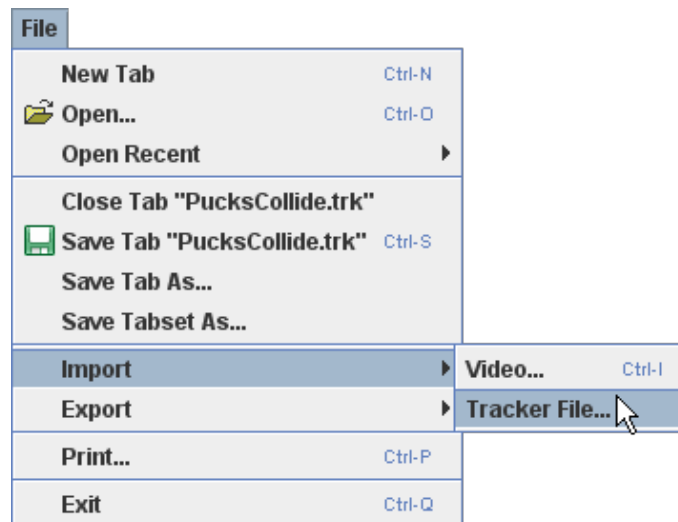 File
New Tab Ctrl-N
Open... Ctrl-O
Open Recent
Close Tab "PucksCollide.trk"
Save Tab "PucksCollide.trk" Ctrl-S
Save Tab As...
Save Tabset As...
Import
Video... Ctrl-I
Export
Tracker File...
Print... Ctrl-P
Exit Ctrl-Q